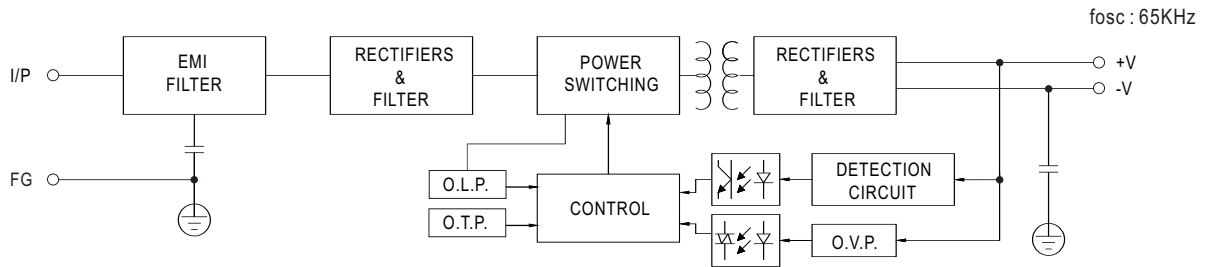 fosc : 65KHz
I/P
EMI
FILTER
RECTIFIERS
&
FILTER
POWER
SWITCHING
RECTIFIERS
&
FILTER
+V
-V
FG
O.L.P.
O.T.P.
CONTROL
DETECTION
CIRCUIT
O.V.P.